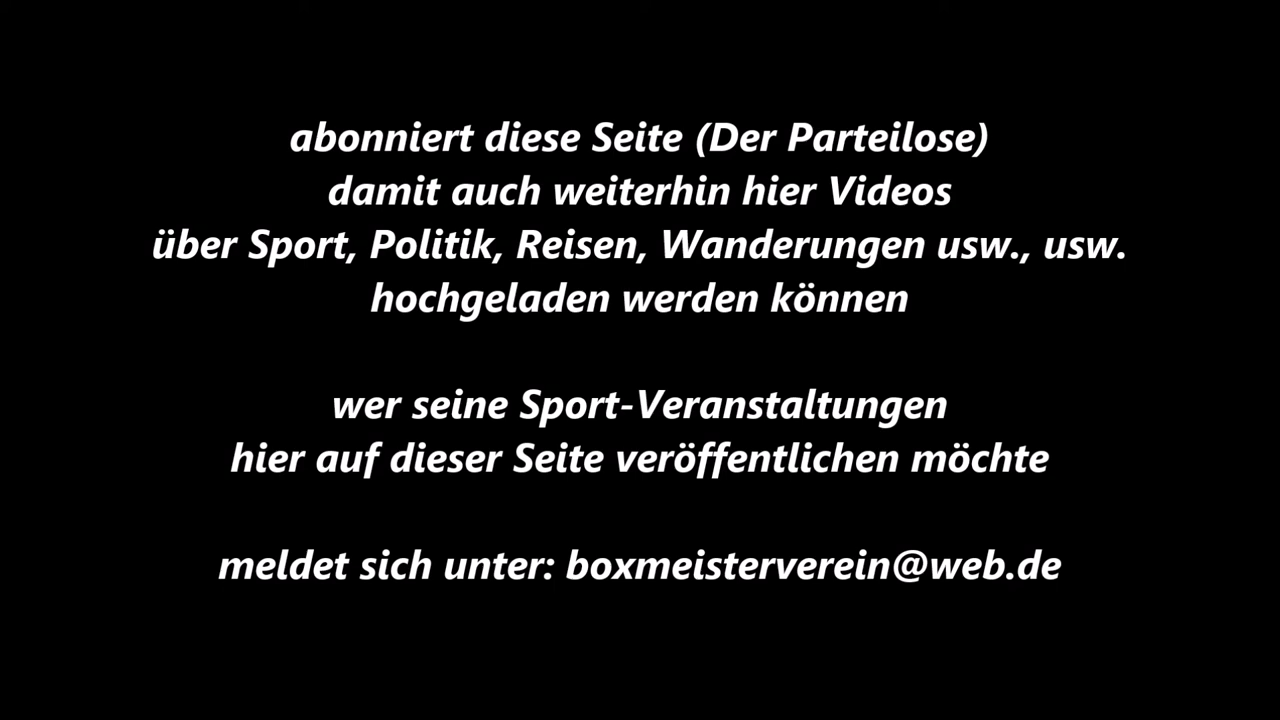 abonniert diese Seite (Der Parteilose)
damit auch weiterhin hier Videos
über Sport, Politik, Reisen, Wanderungen usw., usw.
hochgeladen werden können
wer seine Sport-Veranstaltungen
hier auf dieser Seite veröffentlichen möchte
meldet sich unter: boxmeisterverein@web.de